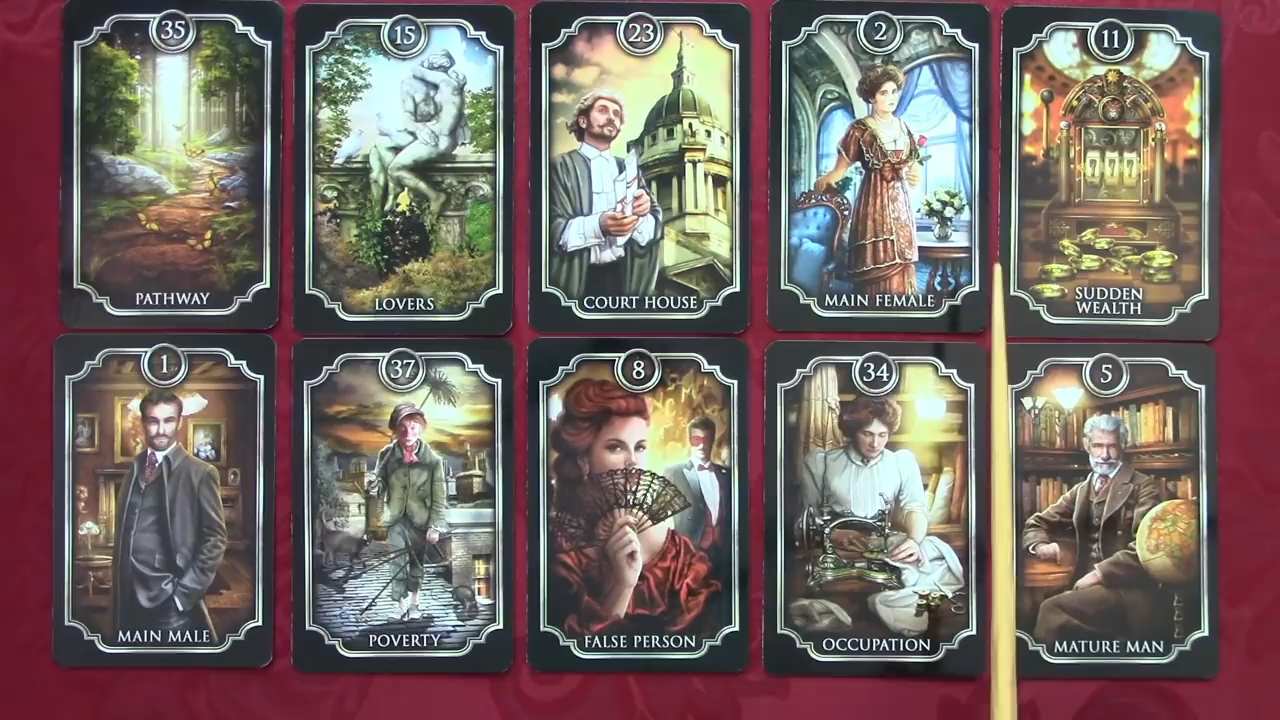 35
PATHWAY
15
LOVERS
23
COURT HOUSE
2
MAIN FEMALE
11
777
SUDDEN
WEALTH
1
MAIN MALE
37
POVERTY
8
FALSE PERSON
34
OCCUPATION
5
MATURE MAN